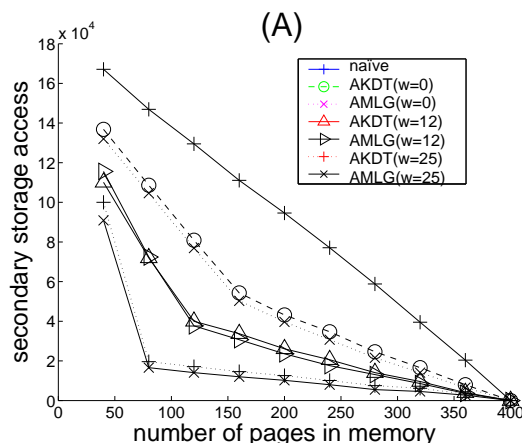 (A)
x 10^4
18
16
14
12
10
8
6
4
2
0
secondary storage access
naïve
AKDT(w=0)
AMLG(w=0)
AKDT(w=12)
AMLG(w=12)
AKDT(w=25)
AMLG(w=25)
0 50 100 150 200 250 300 350 400
number of pages in memory